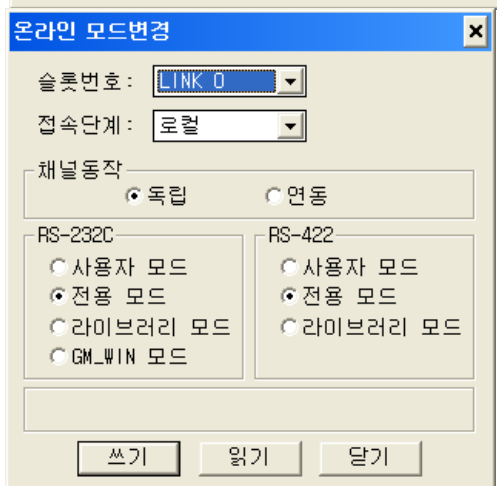 온라인 모드변경
슬롯번호: LINK 0
접속단계: 로컬
채널동작
독립 연동
RS-232C
사용자 모드
전용 모드
라이브러리 모드
GM_WIN 모드
RS-422
사용자 모드
전용 모드
라이브러리 모드
쓰기 읽기 닫기